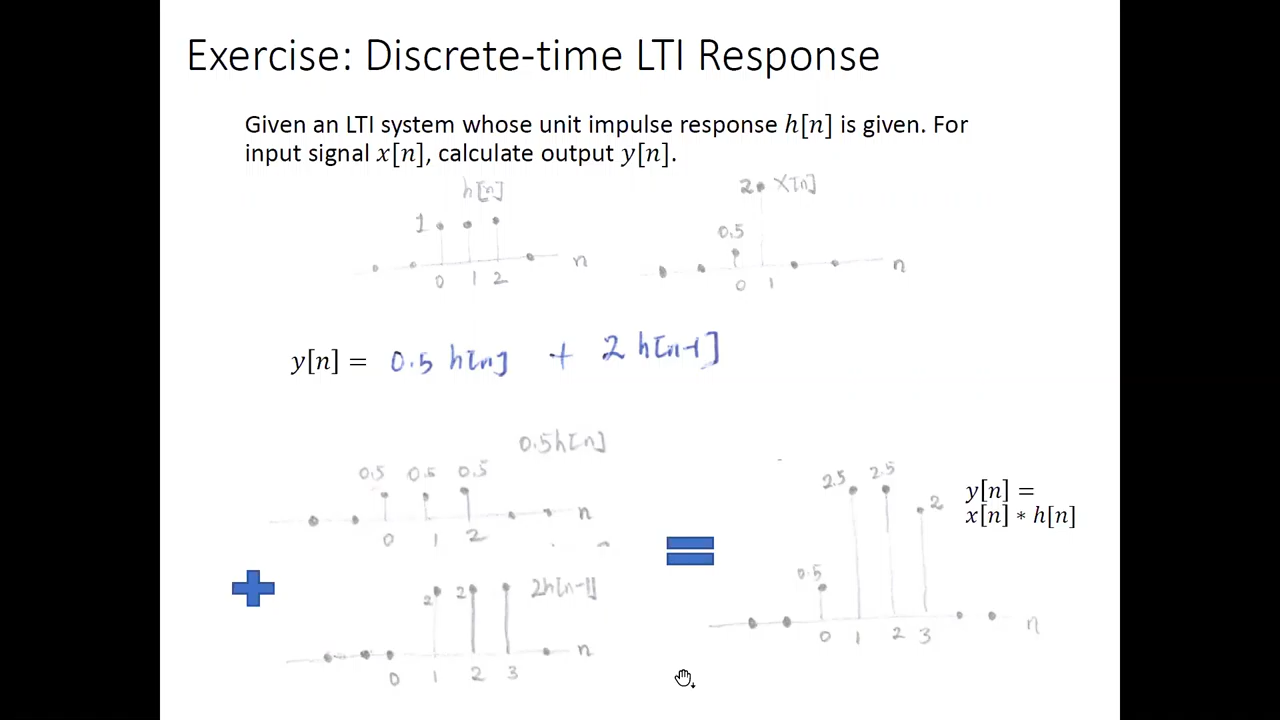 Exercise: Discrete-time LTI Response
Given an LTI system whose unit impulse response h[n] is given. For
input signal x[n], calculate output y[n].
h[n]
1
0 1 2
n
2 x[n]
0.5
0 1
n
y[n] = 0.5 h[n] + 2 h[n-1]
0.5h[n]
0.5 0.5 0.5
0 1 2
n
2 2 2h[n-1]
0 1 2 3
n
2.5 2.5 2
0.5
0 1 2 3
n
y[n] =
x[n] ∗ h[n]